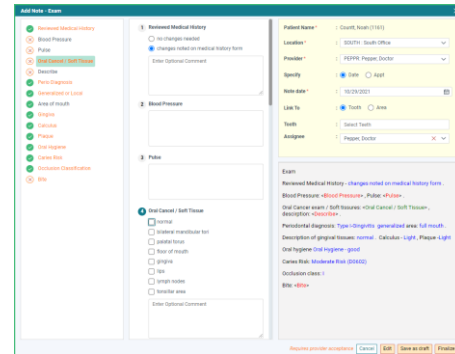 Add Note - Exam
Reviewed Medical History
Blood Pressure
Pulse
Oral Cancel / Soft Tissue
Describe
Perio Diagnosis
Generalized or Local
Area of mouth
Gingiva
Calculus
Plaque
Oral Hygiene
Caries Risk
Occlusion Classification
Bite
1 Reviewed Medical History
no changes needed
changes noted on medical history form
Enter Optional Comment
2 Blood Pressure
3 Pulse
4 Oral Cancel / Soft Tissue
normal
bilateral mandibular tori
palatal torus
floor of mouth
gingiva
lips
lymph nodes
tonsillar area
Enter Optional Comment
Patient Name * : Cravitt, Noah (1161)
Location * : SOUTH : South Office
Provider * : PEPPR: Pepper, Doctor
Specify : Date Appt
Note date * : 10/29/2021
Link To : Tooth Area
Teeth : Select Teeth
Assignee : Pepper, Doctor
Exam
Reviewed Medical History - changes noted on medical history form .
Blood Pressure: <Blood Pressure> , Pulse: <Pulse> .
Oral Cancer exam / Soft tissues: <Oral Cancel / Soft Tissue> ,
description: <Describe> .
Periodontal diagnosis: Type I-Gingivitis generalized area: full mouth .
Description of gingival tissues: normal . Calculus - Light , Plaque -Light
Oral hygiene Oral Hygiene - good
Caries Risk: Moderate Risk (D0602)
Occlusion class: I
Bite: <Bite>
Requires provider acceptance Cancel Edit Save as draft Finalize